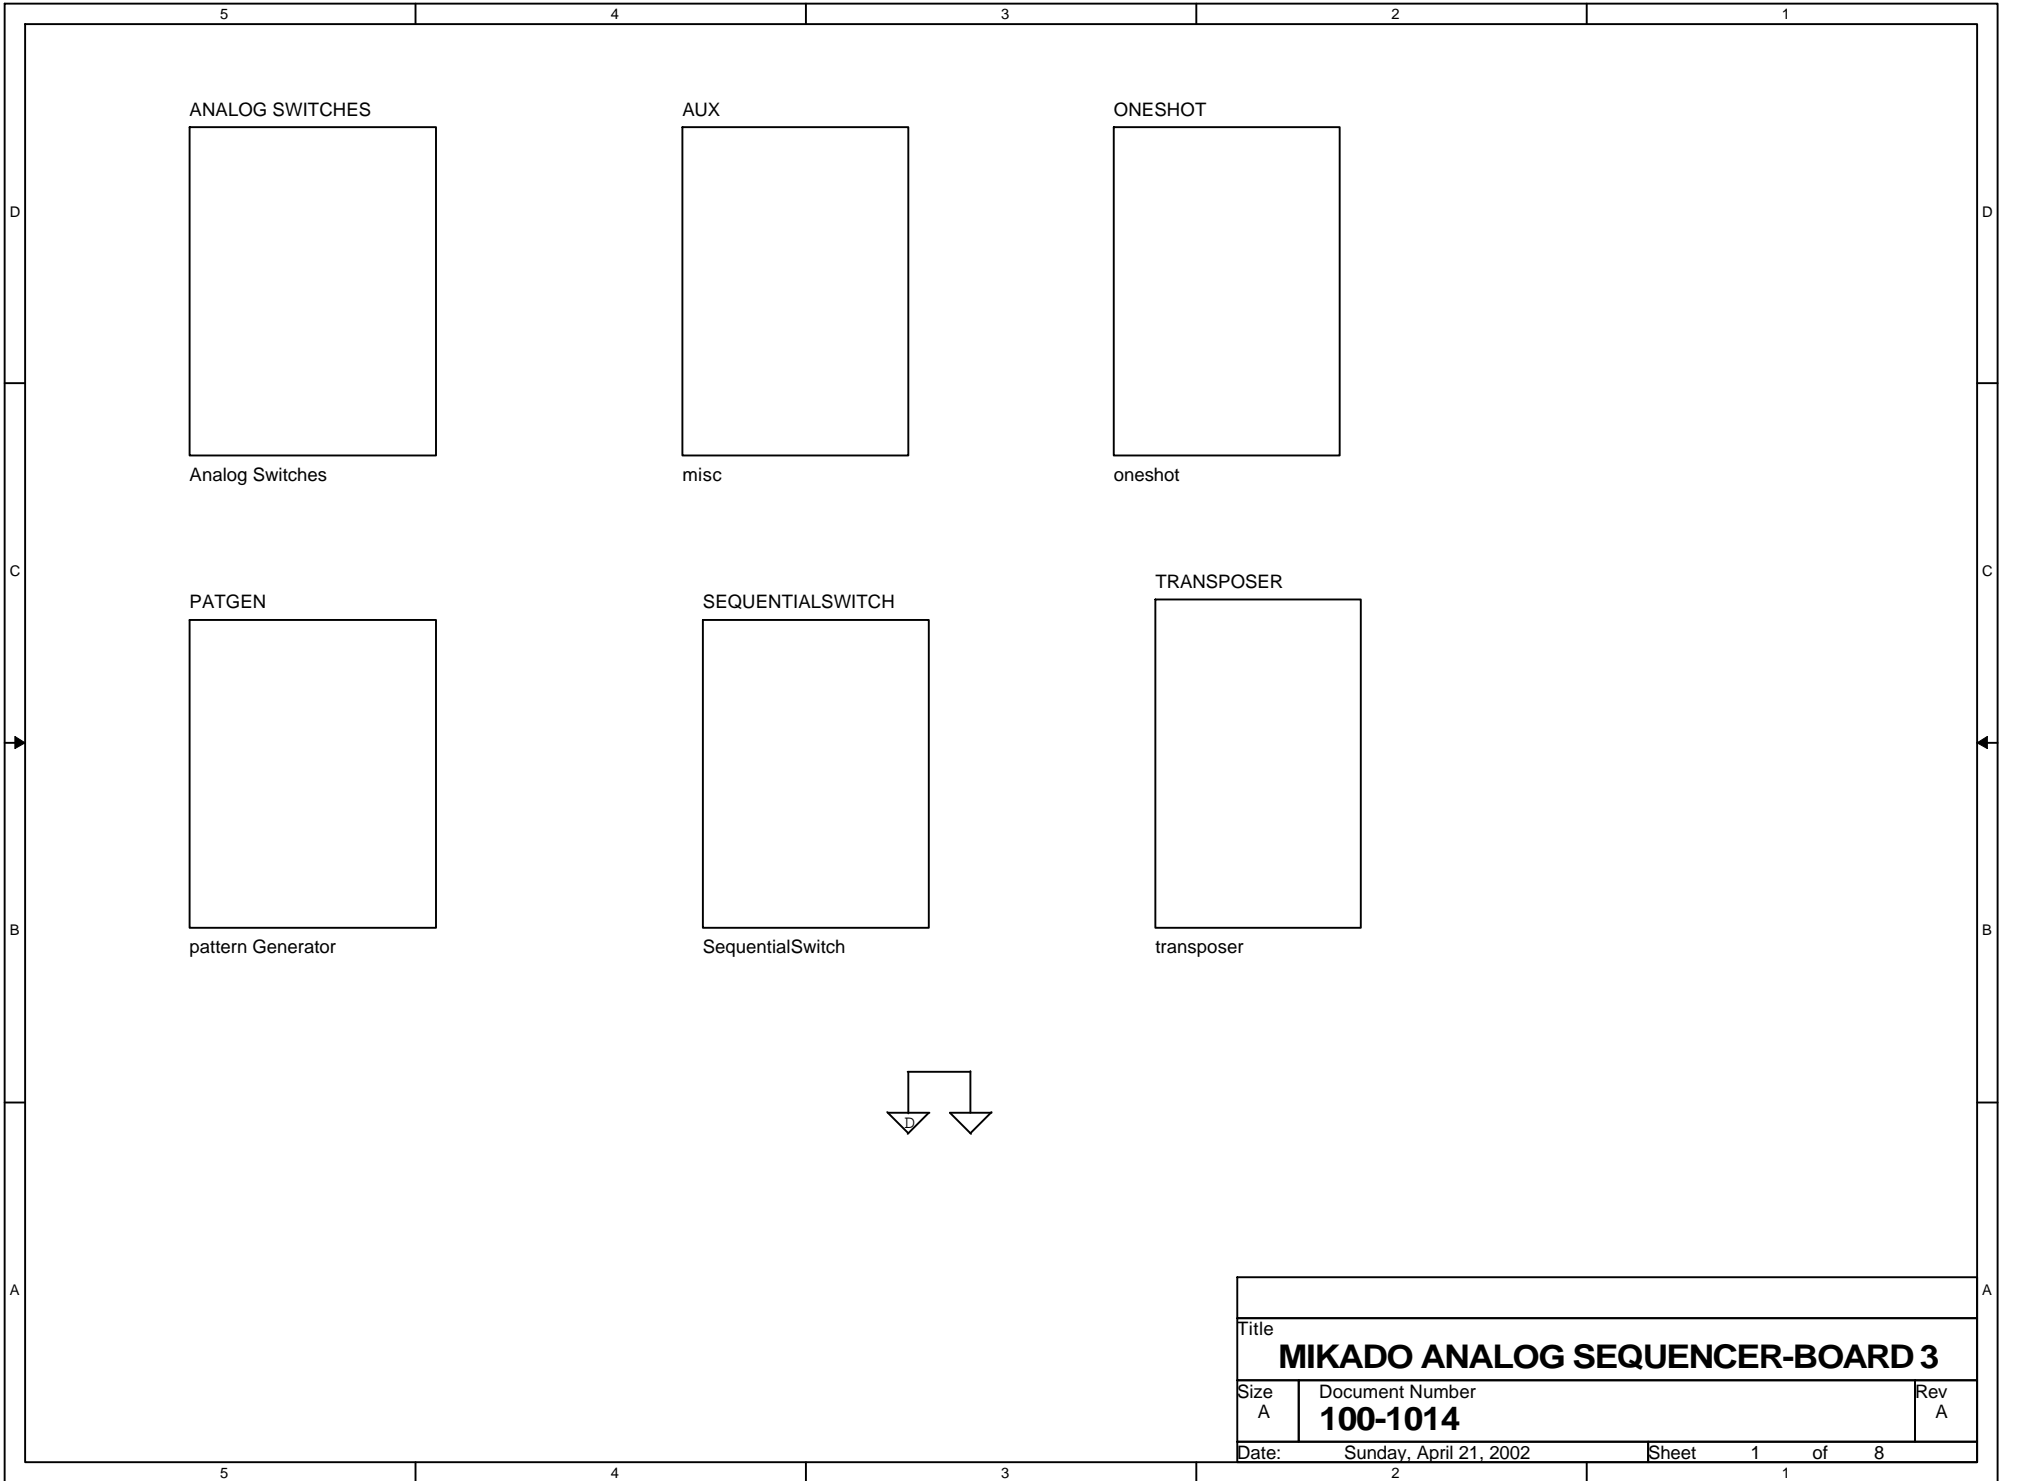 5 4 3 2 1
ANALOG SWITCHES AUX ONESHOT
D D
Analog Switches misc oneshot
C C
TRANSPOSER
PATGEN SEQUENTIALSWITCH
B B
pattern Generator SequentialSwitch transposer
D
A A
Title
MIKADO ANALOG SEQUENCER-BOARD 3
Size Document Number Rev
A 100-1014 A
Date: Sunday, April 21, 2002 Sheet 1 of 8
5 4 3 2 1